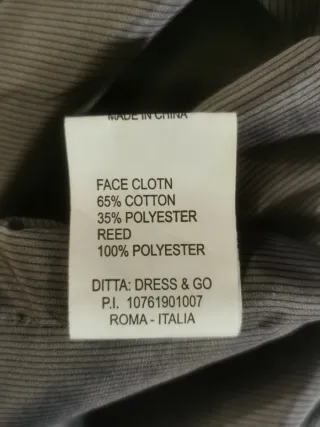 MADE IN CHINA
FACE CLOTN
65% COTTON
35% POLYESTER
REED
100% POLYESTER
DITTA: DRESS & GO
P.I. 10761901007
ROMA - ITALIA